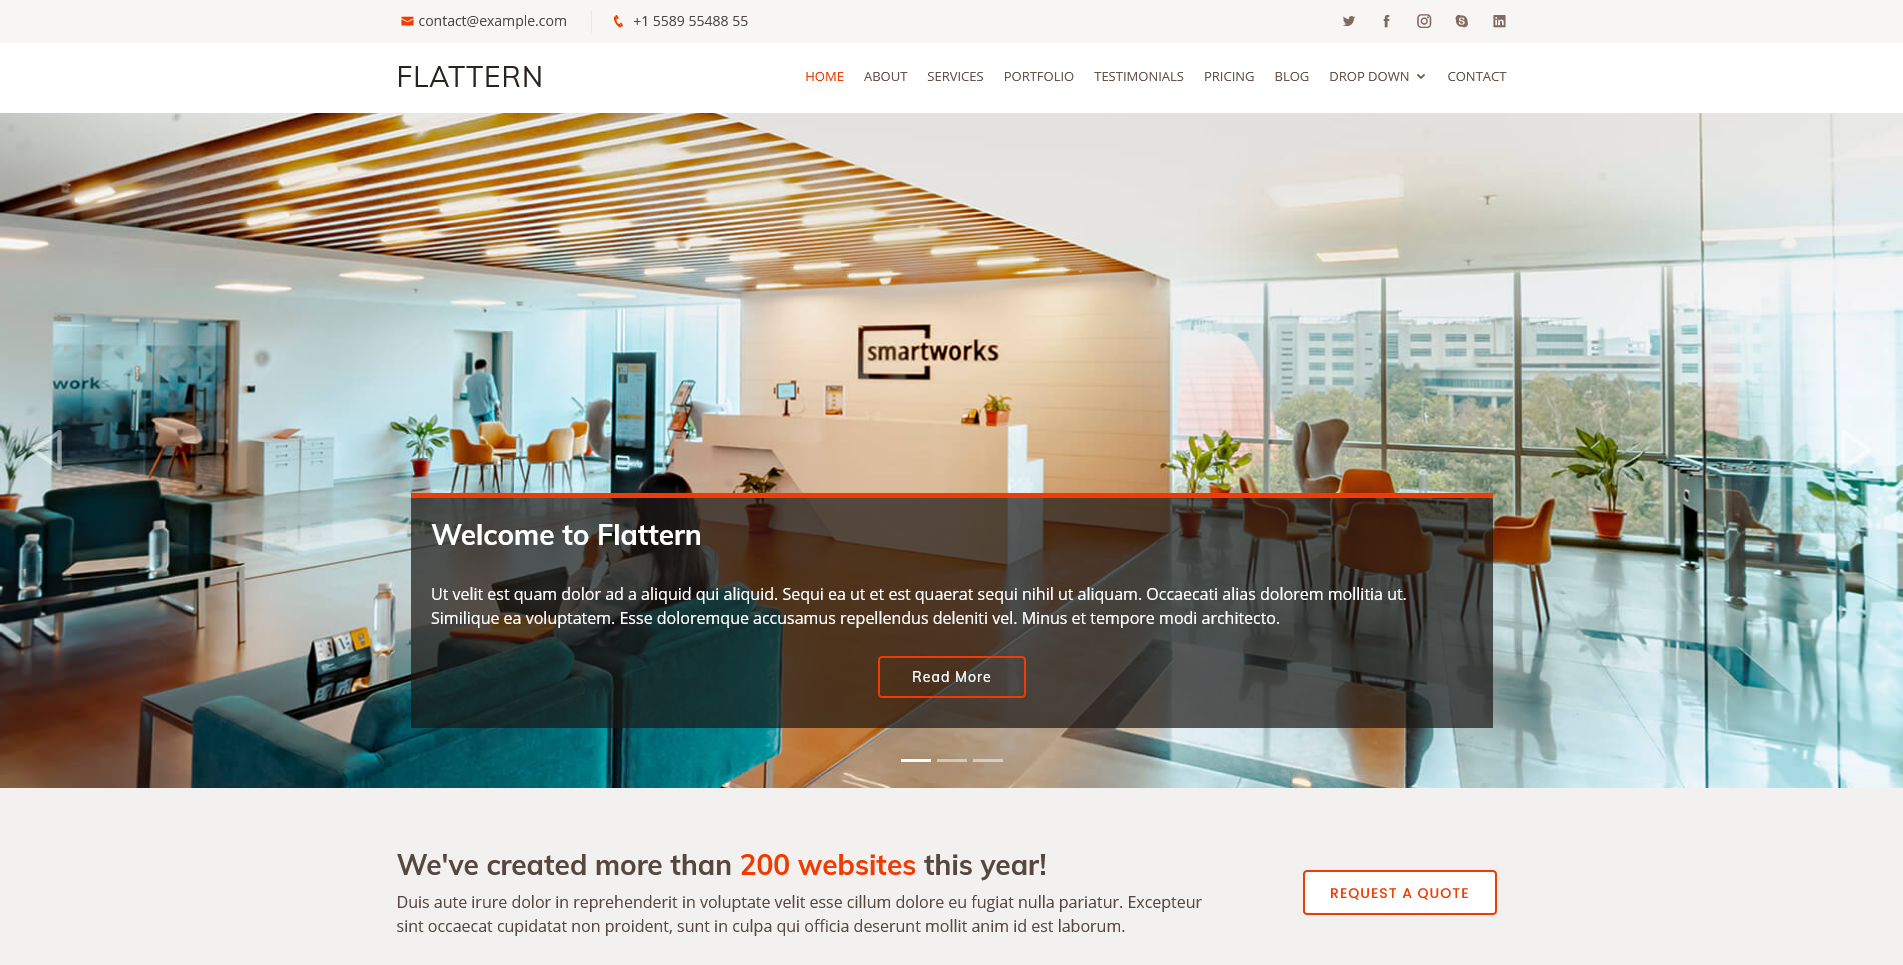 contact@example.com
+1 5589 55488 55
FLATTERN
HOME ABOUT SERVICES PORTFOLIO TESTIMONIALS PRICING BLOG DROP DOWN CONTACT
smartworks
work
Welcome to Flattern
Ut velit est quam dolor ad a aliquid qui aliquid. Sequi ea ut et est quaerat sequi nihil ut aliquam. Occaecati alias dolorem mollitia ut.
Similique ea voluptatem. Esse doloremque accusamus repellendus deleniti vel. Minus et tempore modi architecto.
Read More
We've created more than 200 websites this year!
Duis aute irure dolor in reprehenderit in voluptate velit esse cillum dolore eu fugiat nulla pariatur. Excepteur
sint occaecat cupidatat non proident, sunt in culpa qui officia deserunt mollit anim id est laborum.
REQUEST A QUOTE